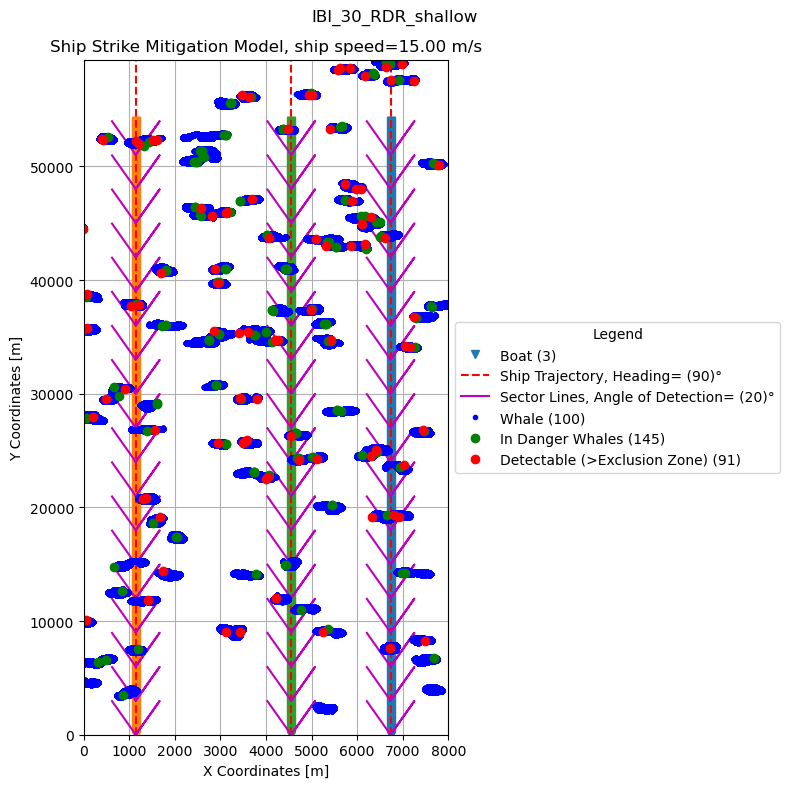 IBI_30_RDR_shallow
Ship Strike Mitigation Model, ship speed=15.00 m/s
Y Coordinates [m]
50000
40000
30000
20000
10000
0
0 1000 2000 3000 4000 5000 6000 7000 8000
X Coordinates [m]
Legend
Boat (3)
Ship Trajectory, Heading= (90)°
Sector Lines, Angle of Detection= (20)°
Whale (100)
In Danger Whales (145)
Detectable (>Exclusion Zone) (91)